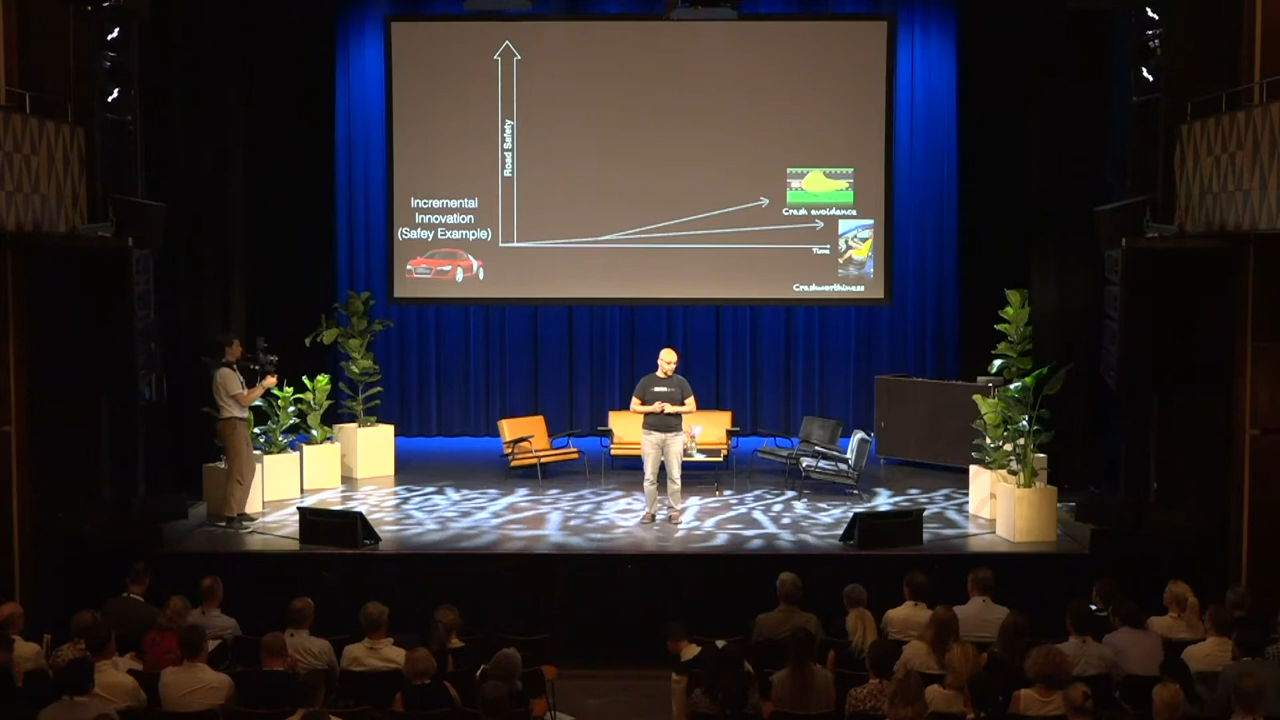 Road Safety
Incremental
Innovation
(Safey Example)
Crash avoidance
Time
Crashworthiness